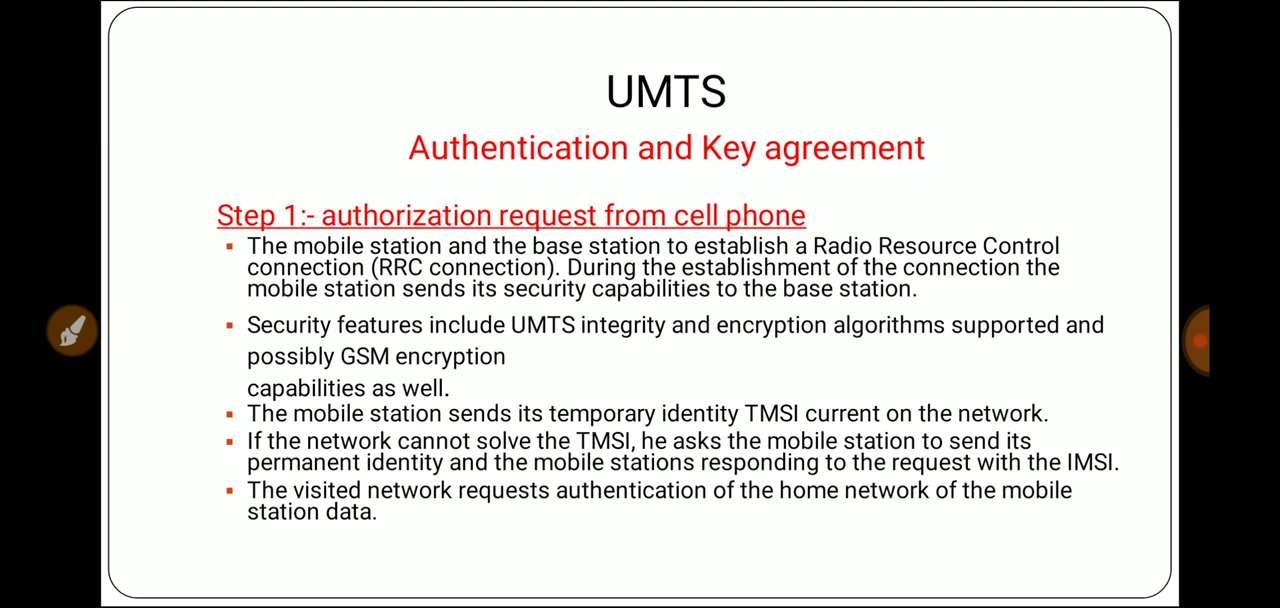 UMTS
Authentication and Key agreement
Step 1:- authorization request from cell phone
▪ The mobile station and the base station to establish a Radio Resource Control
connection (RRC connection). During the establishment of the connection the
mobile station sends its security capabilities to the base station.
▪ Security features include UMTS integrity and encryption algorithms supported and
possibly GSM encryption
capabilities as well.
▪ The mobile station sends its temporary identity TMSI current on the network.
▪ If the network cannot solve the TMSI, he asks the mobile station to send its
permanent identity and the mobile stations responding to the request with the IMSI.
▪ The visited network requests authentication of the home network of the mobile
station data.